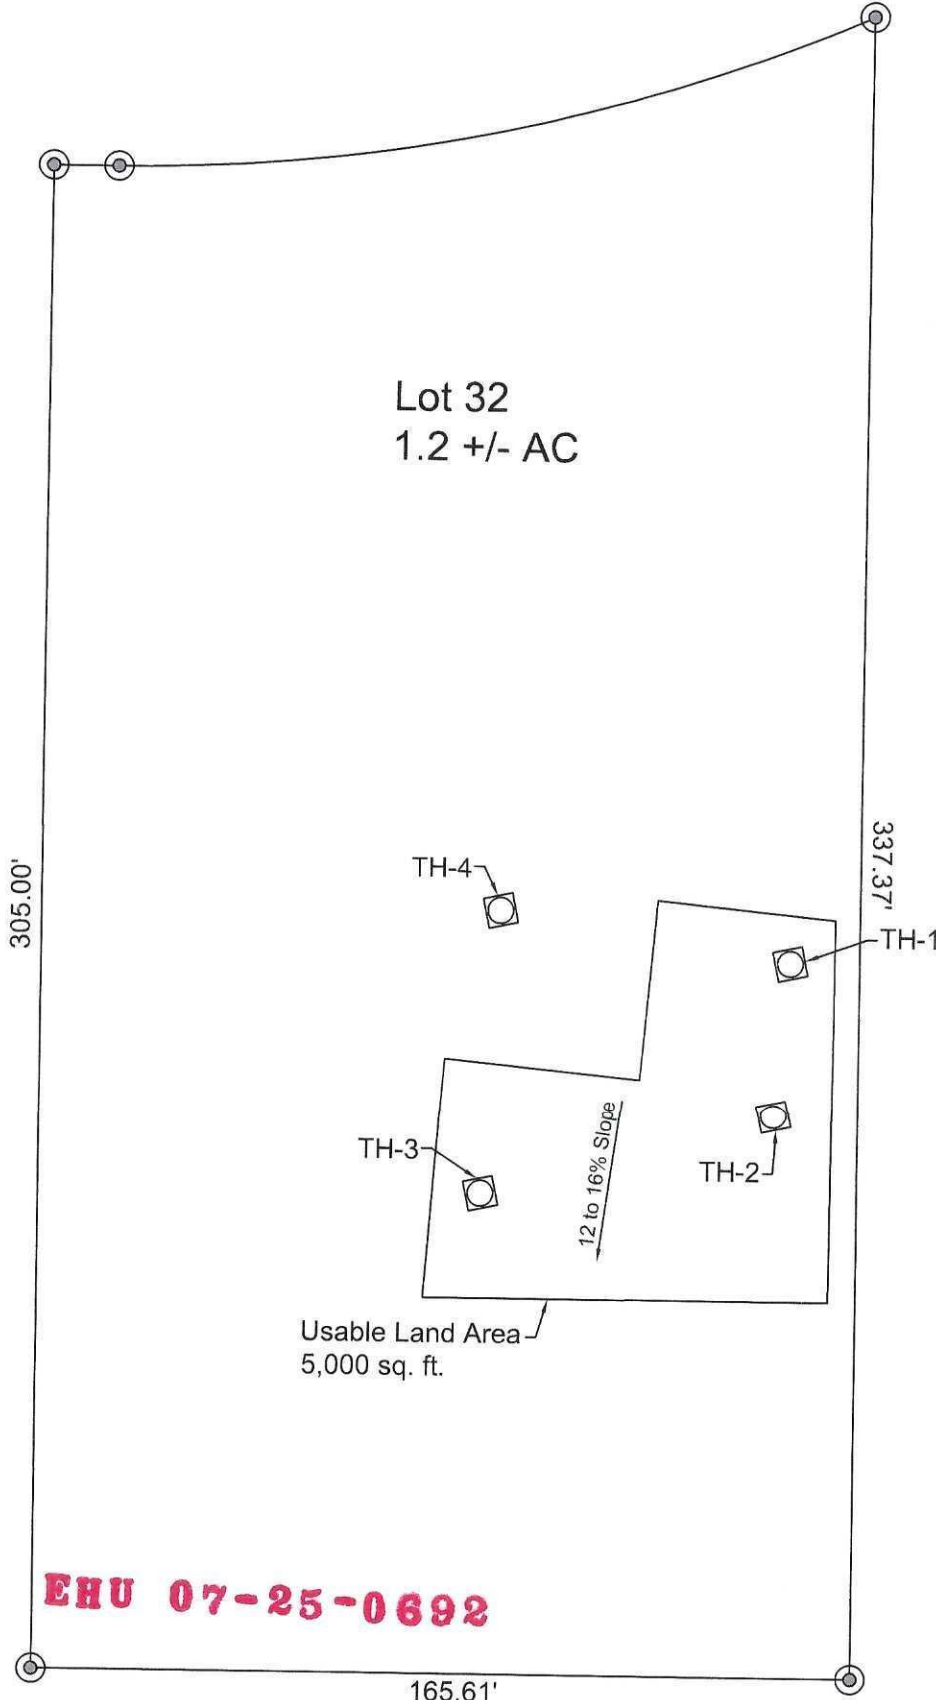 Lot 32
1.2 +/- AC
305.00'
337.37'
TH-4
TH-1
TH-3
12 to 16% Slope
TH-2
Usable Land Area
5,000 sq. ft.
EHU 07-25-0692
165.61'